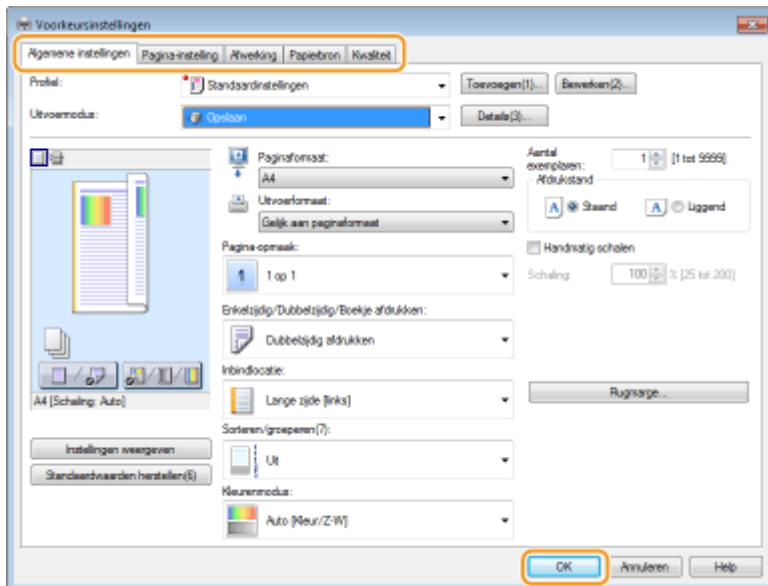 Voorkeursinstellingen
Algemene instellingen Pagina-instelling Afwerking Papierbron Kwaliteit
Profiel: Standaardinstellingen Toevoegen(1)... Bewerken(2)...
Uitvoermodus: Opslaan Details(3)...
Paginaformaat:
A4
Uitvoerformaat:
Gelijk aan paginaformaat
Aantal exemplaren: 1 [1 tot 9999]
Afdrukstand
A Staand A Liggend
Pagina-opmaak:
1 1 op 1
Handmatig schalen
Schaling: 100 % [25 tot 200]
Enkelzijdig/Dubbelzijdig/Boekje afdrukken:
Dubbelzijdig afdrukken
Inbindlocatie:
Lange zijde [links]
Rugmarge...
A4 [Schaling: Auto]
Sorteren/groeperen(7):
Uit
Instellingen weergeven
Standaardwaarden herstellen(6)
Kleurenmodus:
Auto [Kleur/Z-W]
OK Annuleren Help